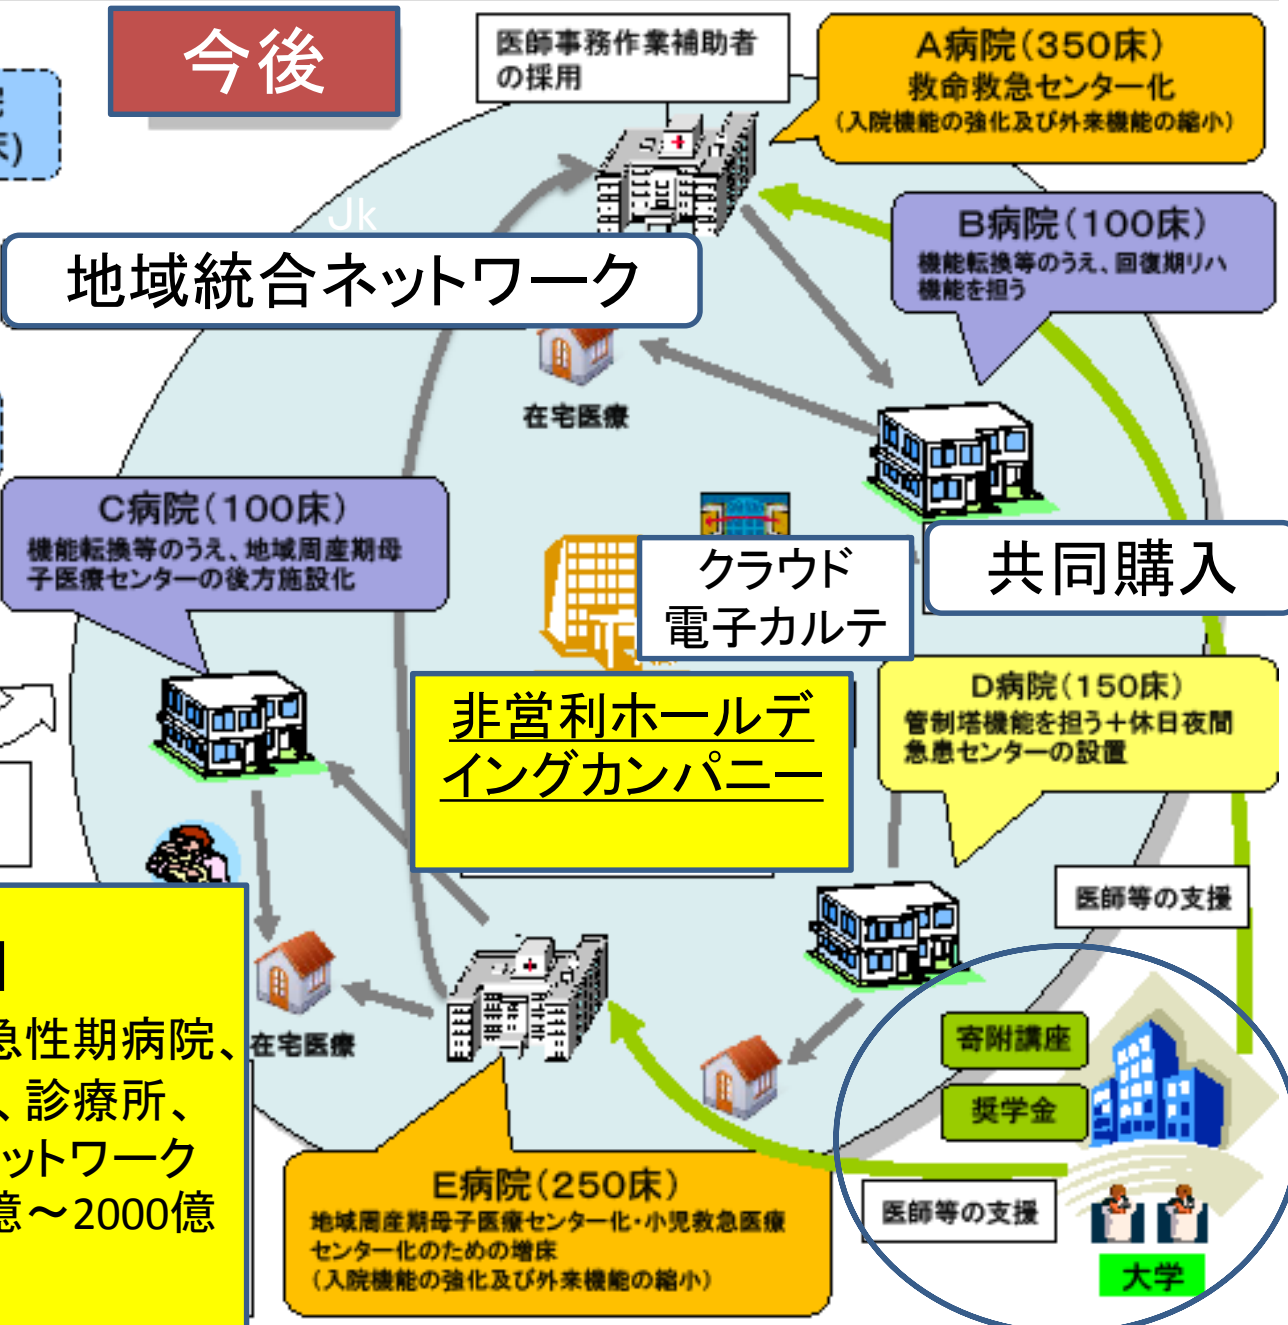 今後
医師事務作業補助者
の採用
A病院(350床)
救命救急センター化
(入院機能の強化及び外来機能の縮小)
床)
Jk
B病院(100床)
機能転換等のうえ、回復期リハ
機能を担う
地域統合ネットワーク
在宅医療
C病院(100床)
機能転換等のうえ、地域周産期母
子医療センターの後方施設化
クラウド
電子カルテ
共同購入
非営利ホールデ
イングカンパニー
D病院(150床)
管制塔機能を担う+休日夜間
急患センターの設置
医師等の支援
急性期病院、
、診療所、
ットワーク
億～2000億
在宅医療
寄附講座
奨学金
E病院(250床)
地域周産期母子医療センター化・小児救急医療
センター化のための増床
(入院機能の強化及び外来機能の縮小)
医師等の支援
大学